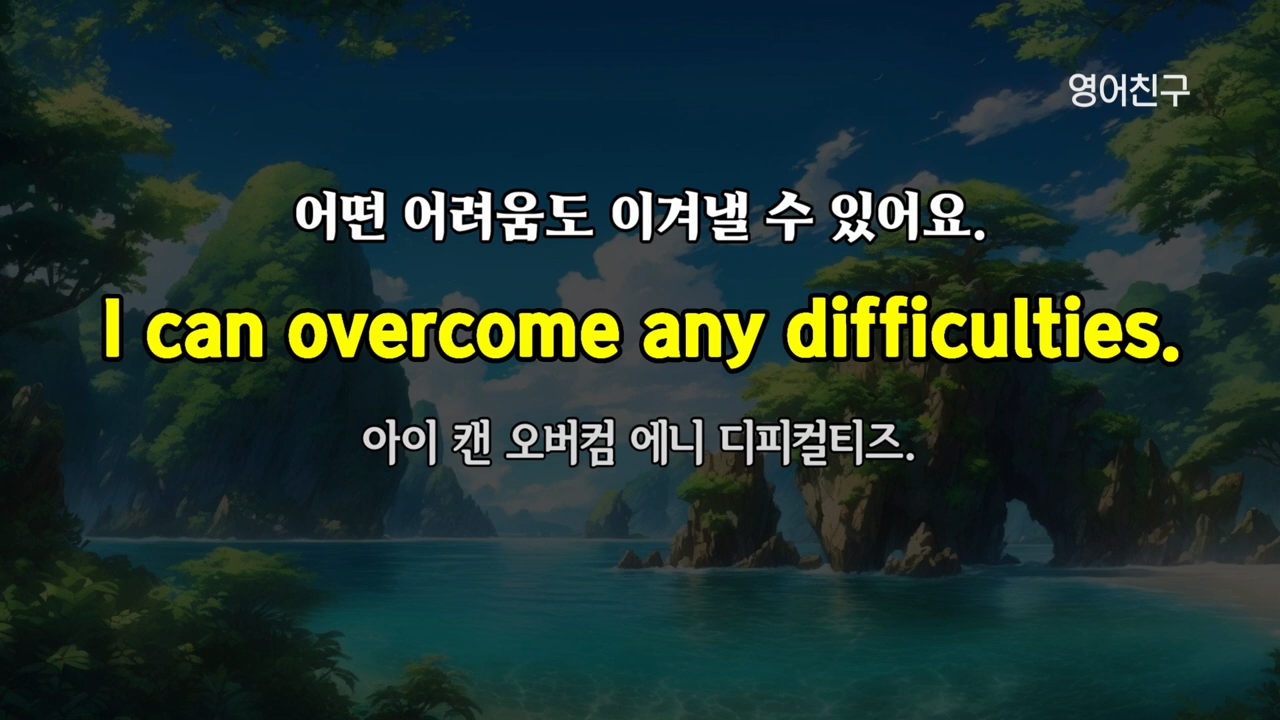 영어친구
어떤 어려움도 이겨낼 수 있어요.
I can overcome any difficulties.
아이 캔 오버컴 에니 디피컬티즈.